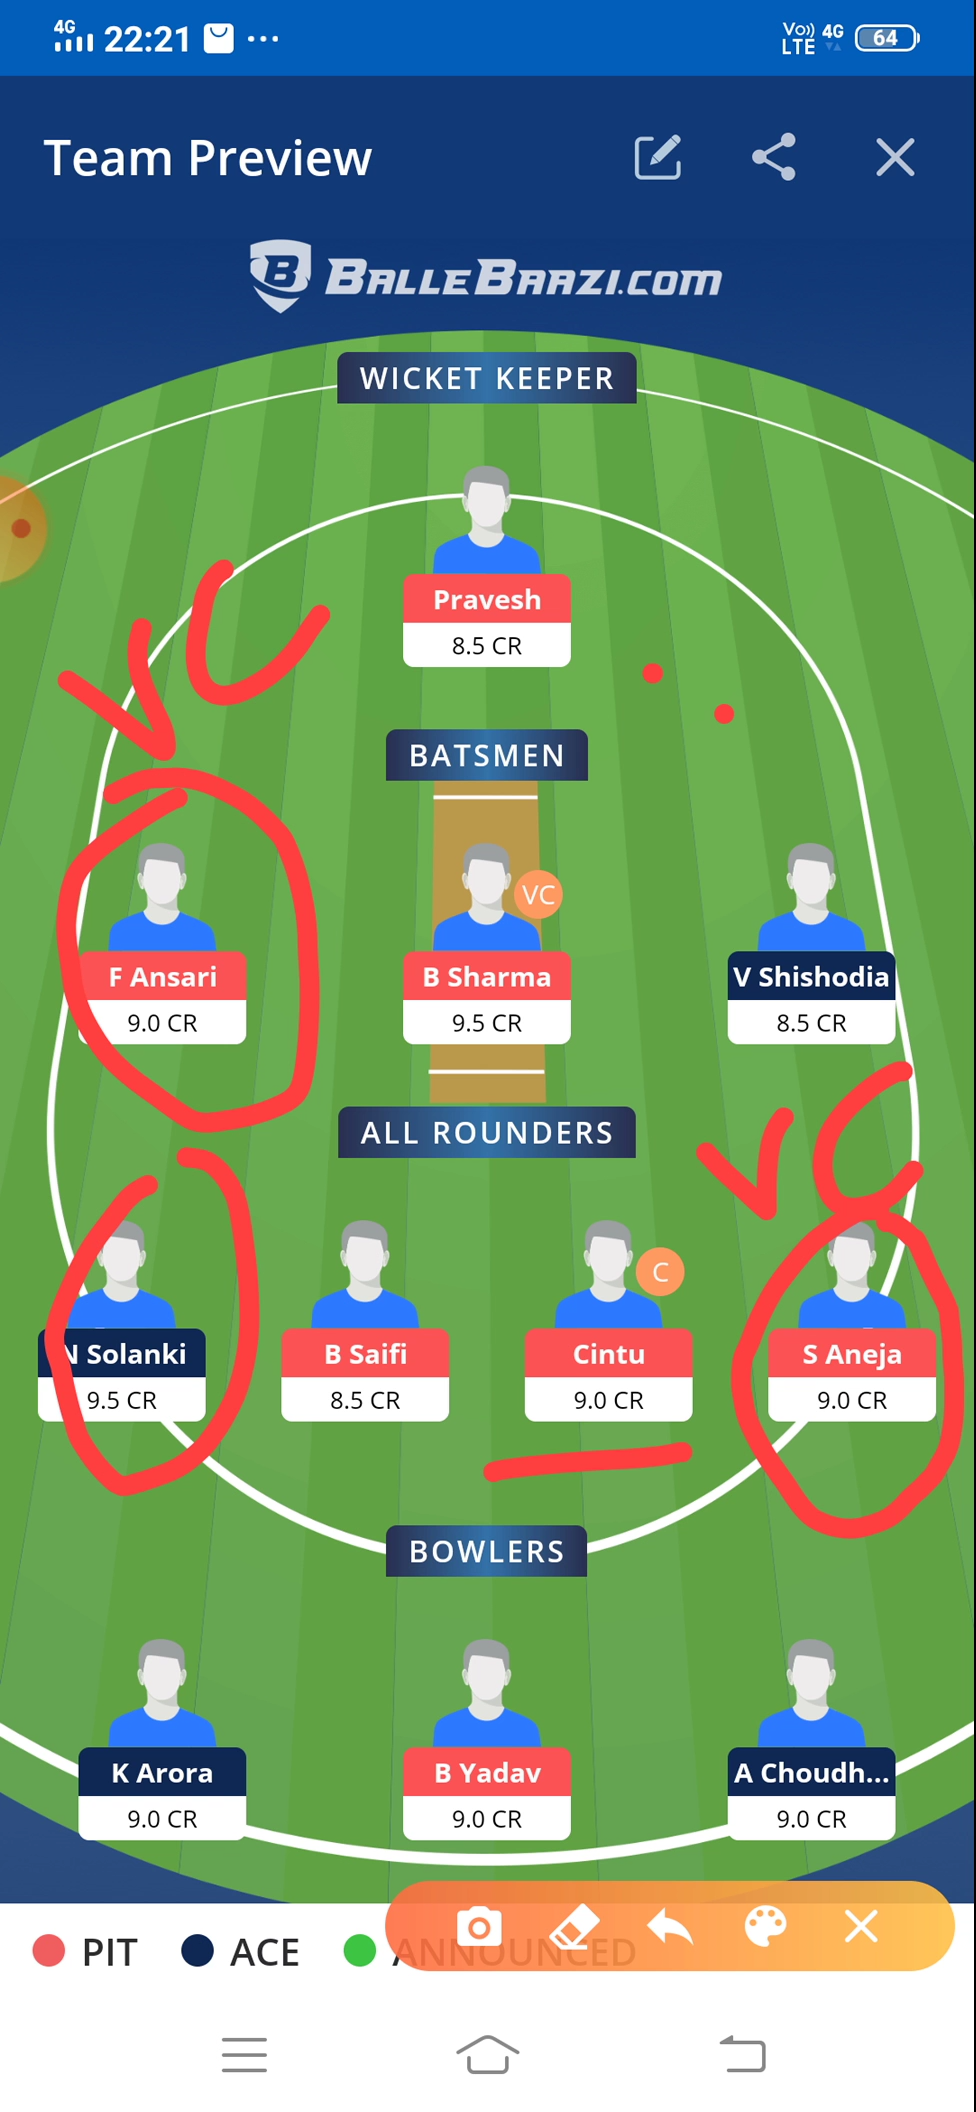 4G 22:21 ... Vo)) LTE 4G 64
Team Preview
B BALLEBAAZI.COM
WICKET KEEPER
Pravesh
8.5 CR
VC
BATSMEN
VC
F Ansari B Sharma V Shishodia
9.0 CR 9.5 CR 8.5 CR
ALL ROUNDERS
VC
C
N Solanki B Saifi Cintu S Aneja
9.5 CR 8.5 CR 9.0 CR 9.0 CR
BOWLERS
K Arora B Yadav A Choudh...
9.0 CR 9.0 CR 9.0 CR
PIT ACE ANNOUNCED